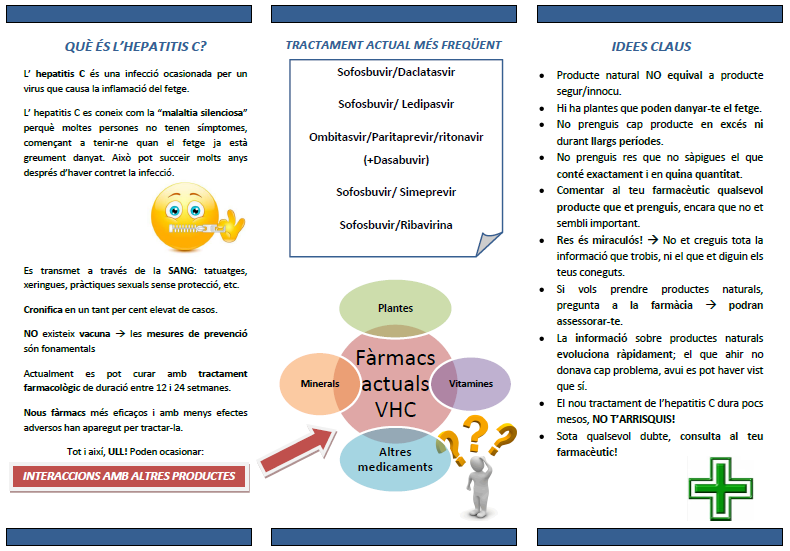 QUÈ ÉS L'HEPATITIS C?
L' hepatitis C és una infecció ocasionada per un
virus que causa la inflamació del fetge.
L' hepatitis C es coneix com la “malaltia silenciosa”
perquè moltes persones no tenen símptomes,
començant a tenir-ne quan el fetge ja està
greument danyat. Això pot succeir molts anys
després d'haver contret la infecció.
Es transmet a través de la SANG: tatuatges,
xeringues, pràctiques sexuals sense protecció, etc.
Cronifica en un tant per cent elevat de casos.
NO existeix vacuna → les mesures de prevenció
són fonamentals
Actualment es pot curar amb tractament
farmacològic de duració entre 12 i 24 setmanes.
Nous fàrmacs més eficaços i amb menys efectes
adversos han aparegut per tractar-la.
Tot i així, ULL! Poden ocasionar:
INTERACCIONS AMB ALTRES PRODUCTES
TRACTAMENT ACTUAL MÉS FREQÜENT
Sofosbuvir/Daclatasvir
Sofosbuvir/ Ledipasvir
Ombitasvir/Paritaprevir/ritonavir
(+Dasabuvir)
Sofosbuvir/ Simeprevir
Sofosbuvir/Ribavirina
Plantes
Fàrmacs
actuals
VHC
Minerals
Vitamines
Altres
medicaments
IDEES CLAUS
• Producte natural NO equival a producte
segur/innocu.
• Hi ha plantes que poden danyar-te el fetge.
• No prenguis cap producte en excés ni
durant llargs períodes.
• No prenguis res que no sàpigues el que
conté exactament i en quina quantitat.
• Comentar al teu farmacèutic qualsevol
producte que et prenguis, encara que no et
sembli important.
• Res és miraculós! → No et creguis tota la
informació que trobis, ni el que et diguin els
teus coneguts.
• Si vols prendre productes naturals,
pregunta a la farmàcia → podran
assessorar-te.
• La informació sobre productes naturals
evoluciona ràpidament; el que ahir no
donava cap problema, avui es pot haver vist
que sí.
• El nou tractament de l'hepatitis C dura pocs
mesos, NO T'ARRISQUIS!
• Sota qualsevol dubte, consulta al teu
farmacèutic!